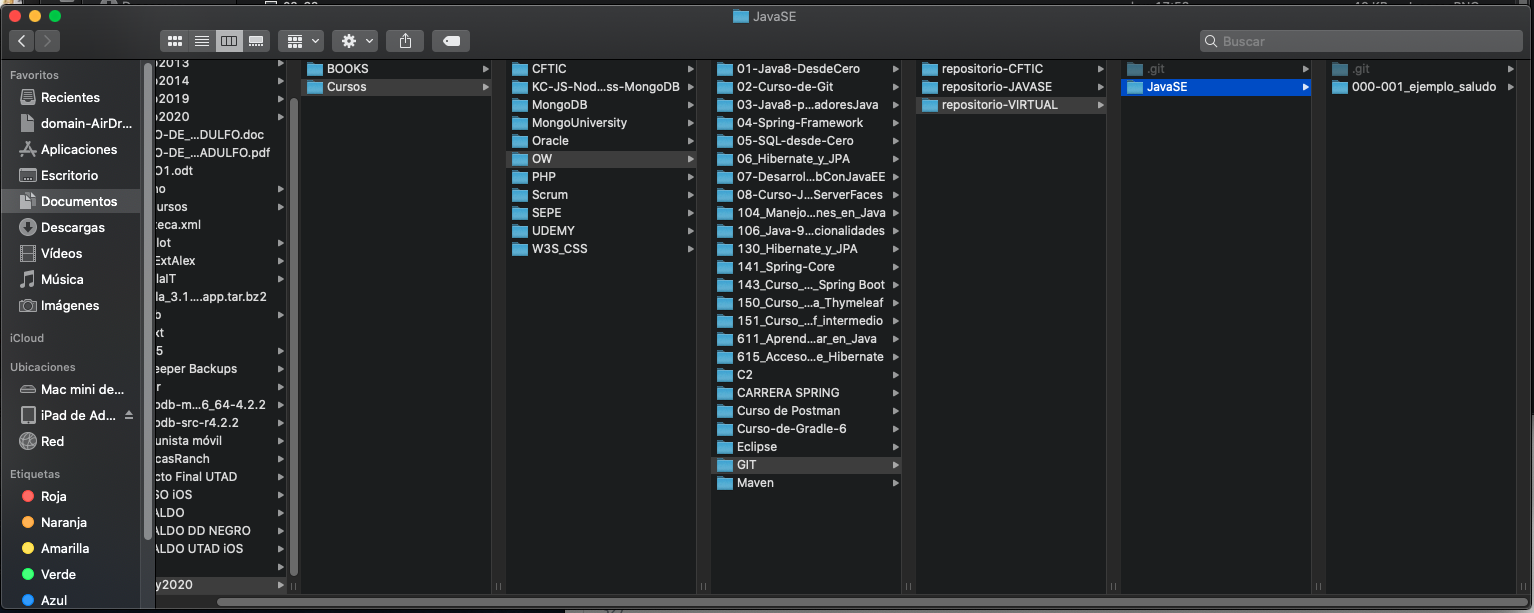 JavaSE
Buscar
Favoritos
Recientes
domain-AirDr...
Aplicaciones
Escritorio
Documentos
Descargas
Vídeos
Música
Imágenes
iCloud
Ubicaciones
Mac mini de...
iPad de Ad...
Red
Etiquetas
Roja
Naranja
Amarilla
Verde
Azul
o2013
o2014
o2019
o2020
O-DE_...DULFO.doc
O-DE_...ADULFO.pdf
O1.odt
no
ursos
teca.xml
lot
ExtAlex
laIT
la_3.1....app.tar.bz2
o
xt
5
eeper Backups
r
odb-m...6_64-4.2.2
odb-src-r4.2.2
unista móvil
casRanch
cto Final UTAD
SO iOS
ALDO
ALDO DD NEGRO
ALDO UTAD iOS
y2020
BOOKS
Cursos
CFTIC
KC-JS-Nod...ss-MongoDB
MongoDB
MongoUniversity
Oracle
OW
PHP
Scrum
SEPE
UDEMY
W3S_CSS
01-Java8-DesdeCero
02-Curso-de-Git
03-Java8-p...adoresJava
04-Spring-Framework
05-SQL-desde-Cero
06_Hibernate_y_JPA
07-Desarrol...bConJavaEE
08-Curso-J...ServerFaces
104_Manejo...nes_en_Java
106_Java-9...cionalidades
130_Hibernate_y_JPA
141_Spring-Core
143_Curso_..._Spring Boot
150_Curso_...a_Thymeleaf
151_Curso_...f_intermedio
611_Aprend...ar_en_Java
615_Acceso...e_Hibernate
C2
CARRERA SPRING
Curso de Postman
Curso-de-Gradle-6
Eclipse
GIT
Maven
repositorio-CFTIC
repositorio-JAVASE
repositorio-VIRTUAL
.git
JavaSE
.git
000-001_ejemplo_saludo